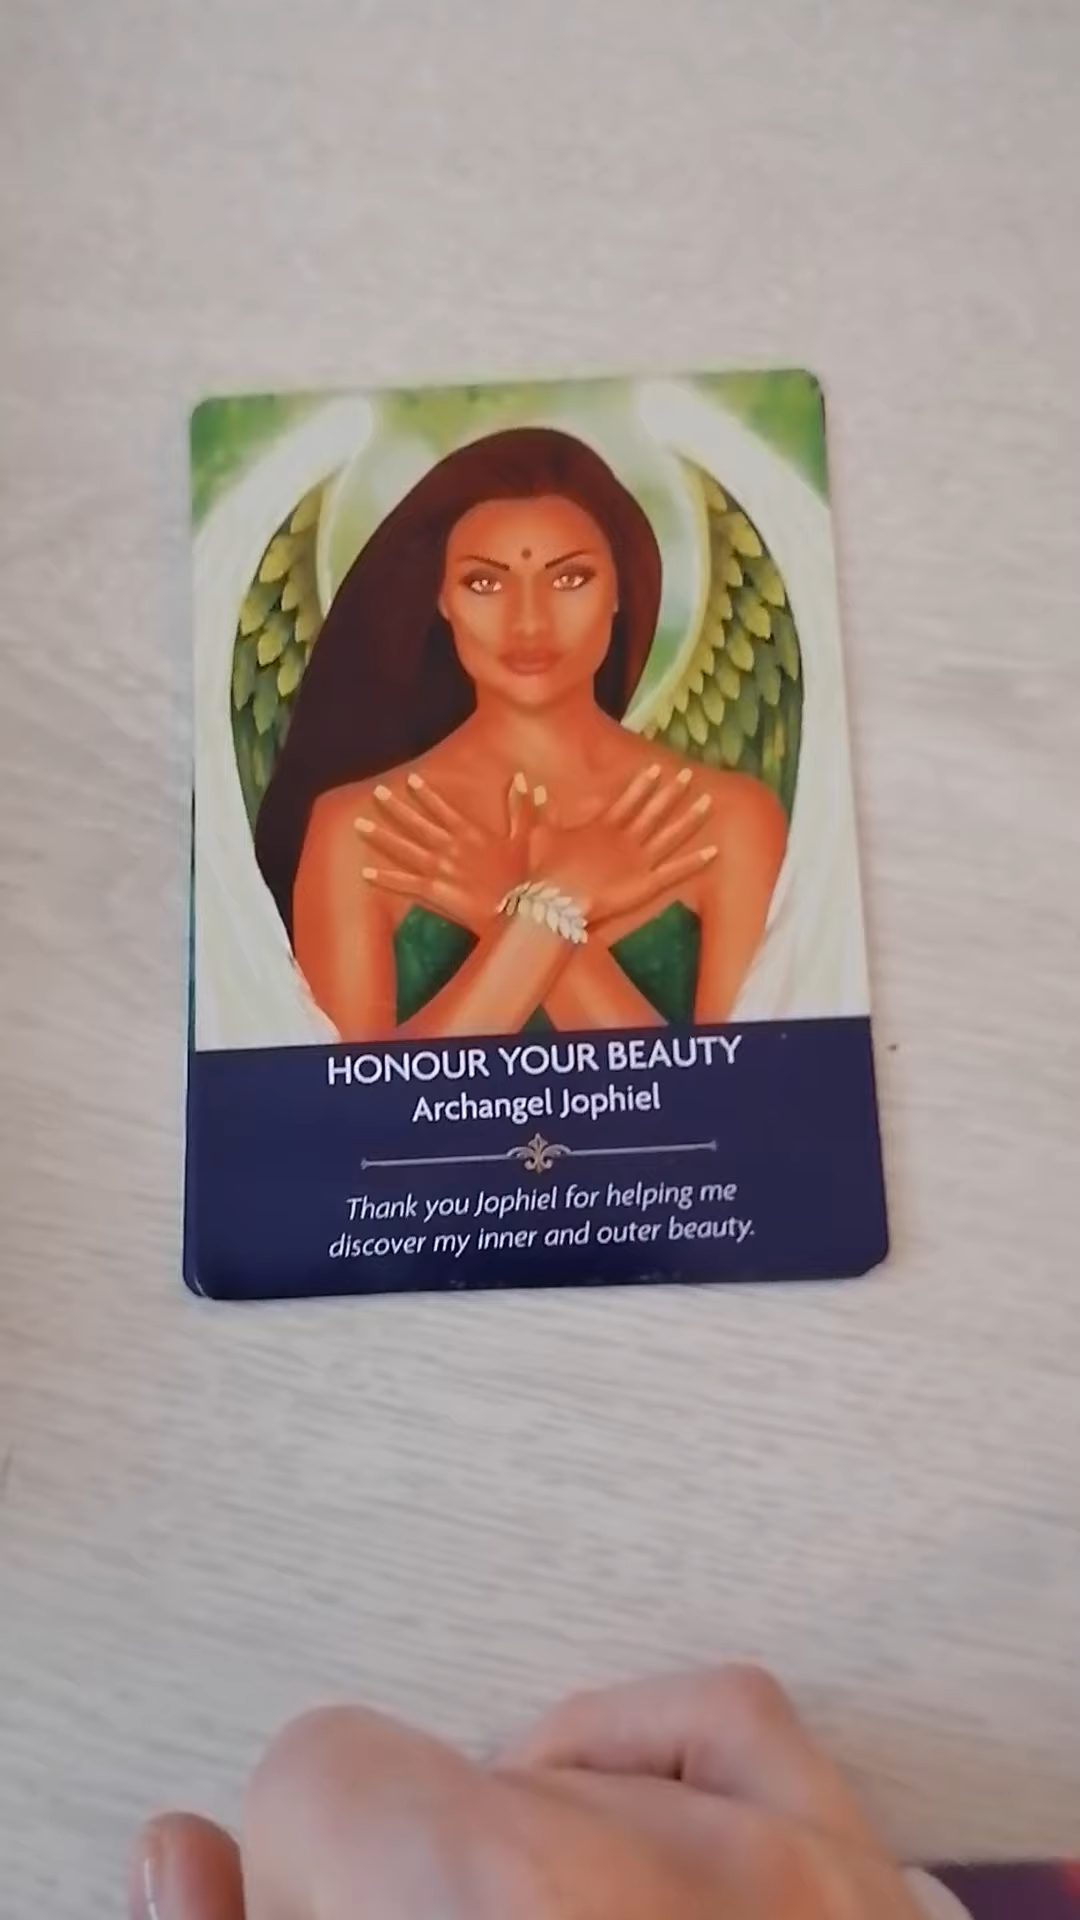 HONOUR YOUR BEAUTY
Archangel Jophiel
Thank you Jophiel for helping me
discover my inner and outer beauty.